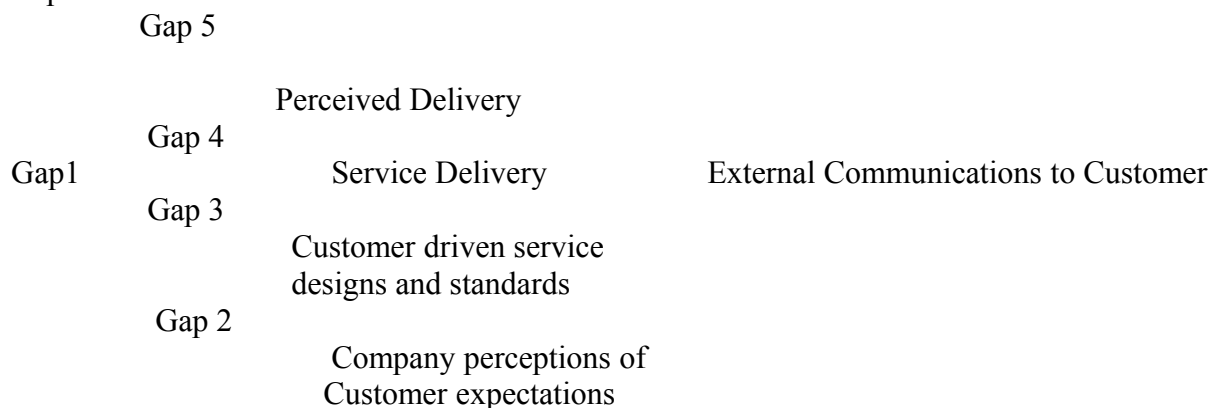 Gap 5
Perceived Delivery
Gap 4
Gap1 Service Delivery External Communications to Customer
Gap 3
Customer driven service
designs and standards
Gap 2
Company perceptions of
Customer expectations